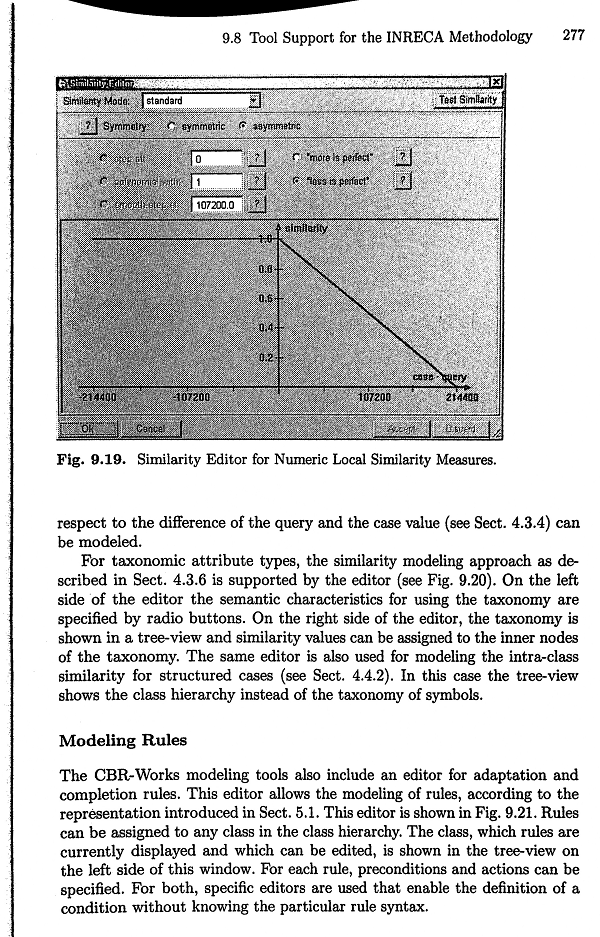 9.8 Tool Support for the INRECA Methodology 277
Similarity Editor
Similarity Mode: standard Test Similarity
? Symmetry: symmetric asymmetric
step at: 0 ? "more is perfect" ?
polynomial with: 1 ? "less is perfect" ?
smooth-step at: 107200.0 ?
similarity
1.0
0.8
0.6
0.4
0.2
case - query
-214400 -107200 107200 214400
OK Cancel Accept Discard
Fig. 9.19. Similarity Editor for Numeric Local Similarity Measures.
respect to the difference of the query and the case value (see Sect. 4.3.4) can
be modeled.
For taxonomic attribute types, the similarity modeling approach as de-
scribed in Sect. 4.3.6 is supported by the editor (see Fig. 9.20). On the left
side of the editor the semantic characteristics for using the taxonomy are
specified by radio buttons. On the right side of the editor, the taxonomy is
shown in a tree-view and similarity values can be assigned to the inner nodes
of the taxonomy. The same editor is also used for modeling the intra-class
similarity for structured cases (see Sect. 4.4.2). In this case the tree-view
shows the class hierarchy instead of the taxonomy of symbols.
Modeling Rules
The CBR-Works modeling tools also include an editor for adaptation and
completion rules. This editor allows the modeling of rules, according to the
representation introduced in Sect. 5.1. This editor is shown in Fig. 9.21. Rules
can be assigned to any class in the class hierarchy. The class, which rules are
currently displayed and which can be edited, is shown in the tree-view on
the left side of this window. For each rule, preconditions and actions can be
specified. For both, specific editors are used that enable the definition of a
condition without knowing the particular rule syntax.